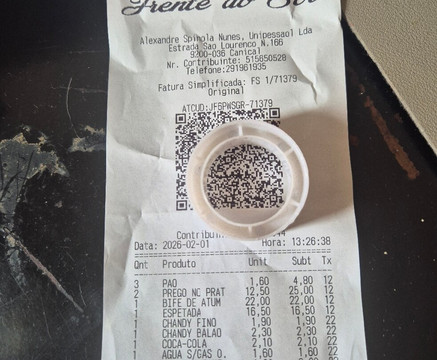 Frente ao Sol
Alexandre Spinola Nunes, Unipessoal Lda
Estrada Sao Lourenco N.166
9200-036 Canical
Nr. Contribuinte: 515650528
Telefone:291961935
Fatura Simplificada: FS 1/71379
Original
ATCUD:JF6PWSGR-71379
Data: 2026-02-01 Hora: 13:26:38
Qnt Produto Unit Subt Tx
3 PAO 1,60 4,80 12
2 PREGO NC PRAT 12,50 25,00 12
1 BIFE DE ATUM 22,00 22,00 12
1 ESPETADA 16,50 16,50 12
1 CHANDY FINO 1,90 1,90 22
1 CHANDY BALAO 2,30 2,30 22
1 COCA-COLA 2,10 2,10 22
1 AGUA S/GAS O. 1,60 1,60 22